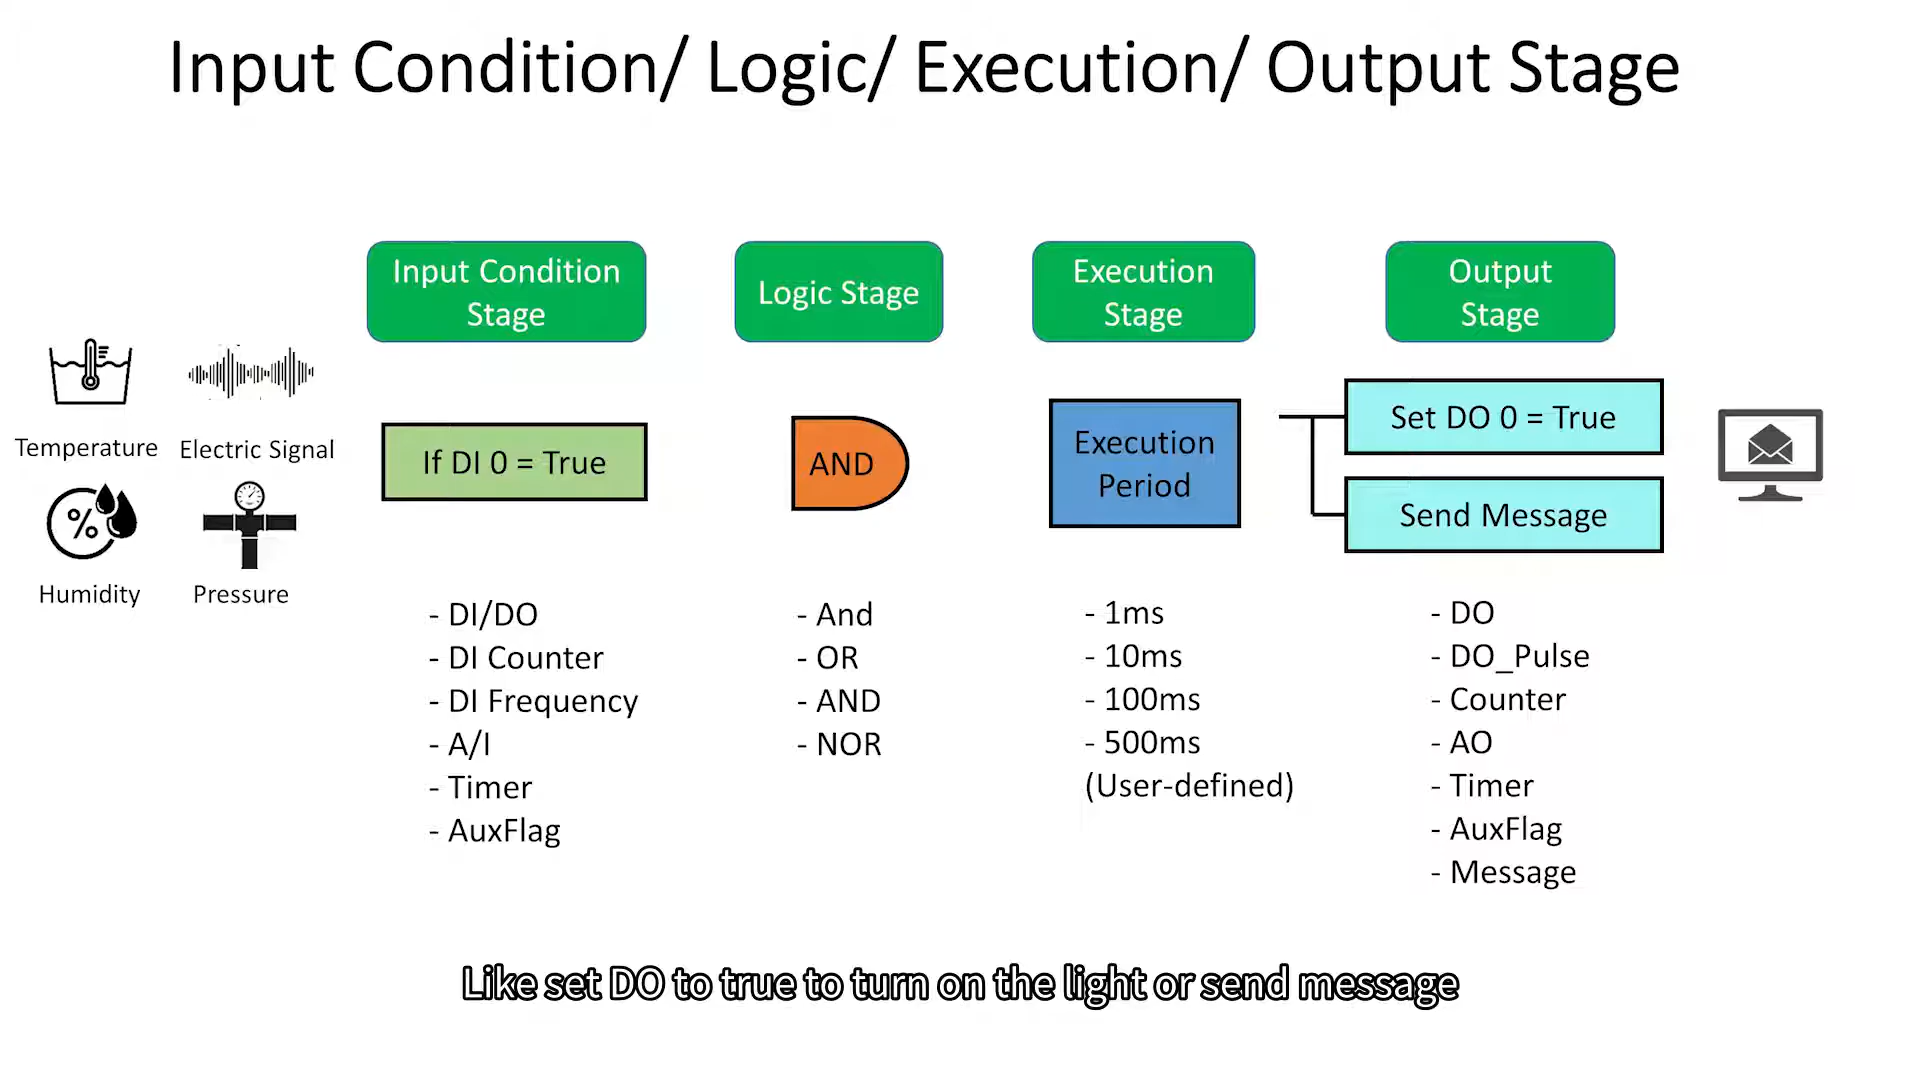 Input Condition/ Logic/ Execution/ Output Stage
Input Condition
Stage
Logic Stage
Execution
Stage
Output
Stage
Temperature
Electric Signal
Humidity
Pressure
%
If DI 0 = True
AND
Execution
Period
Set DO 0 = True
Send Message
- DI/DO
- DI Counter
- DI Frequency
- A/I
- Timer
- AuxFlag
- And
- OR
- AND
- NOR
- 1ms
- 10ms
- 100ms
- 500ms
(User-defined)
- DO
- DO_Pulse
- Counter
- AO
- Timer
- AuxFlag
- Message
Like set DO to true to turn on the light or send message